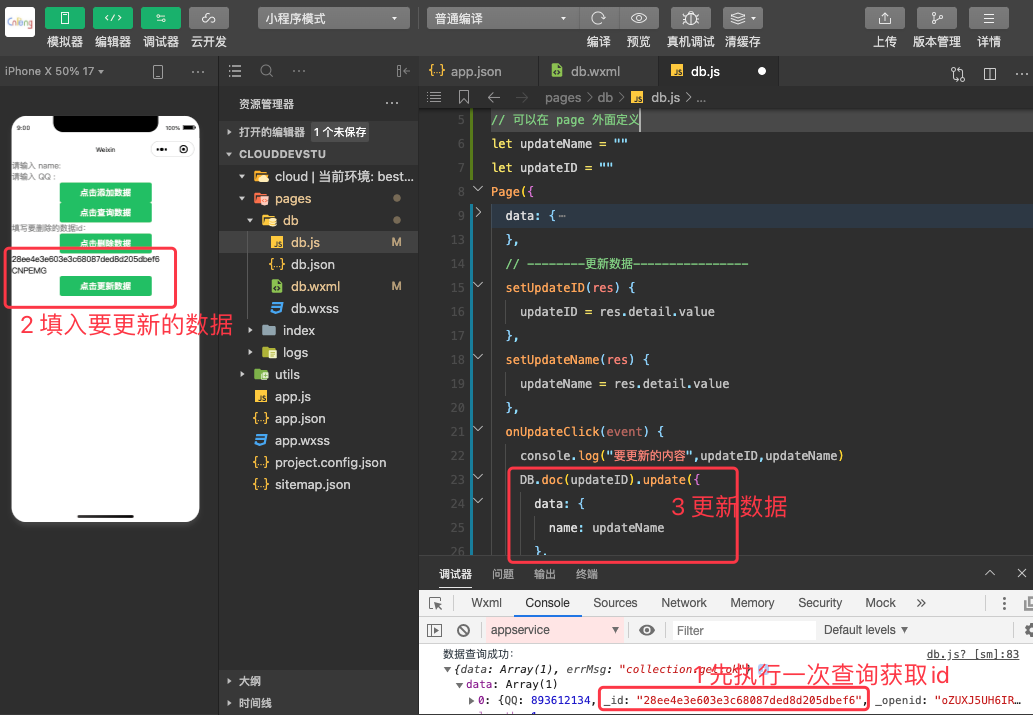 Cnlong
小程序模式
普通编译
模拟器 编辑器 调试器 云开发
编译 预览 真机调试 清缓存
上传 版本管理 详情
iPhone X 50% 17
资源管理器
打开的编辑器 1 个未保存
CLOUDDEVSTU
cloud | 当前环境: best...
pages
db
db.js M
db.json
db.wxml M
db.wxss
index
logs
utils
app.js
app.json
app.wxss
project.config.json
sitemap.json
大纲
时间线
9:00 100%
Weixin
请输入 name:
请输入 QQ :
点击添加数据
点击查询数据
填写要删除的数据id:
点击删除数据
28ee4e3e603e3c68087ded8d205dbef6
CNPEMG
点击更新数据
2 填入要更新的数据
app.json db.wxml db.js
pages > db > db.js > ...
5 // 可以在 page 外面定义
6 let updateName = ""
7 let updateID = ""
8 Page({
9 data: {…
13 },
14 // --------更新数据----------------
15 setUpdateID(res) {
16 updateID = res.detail.value
17 },
18 setUpdateName(res) {
19 updateName = res.detail.value
20 },
21 onUpdateClick(event) {
22 console.log("要更新的内容",updateID,updateName)
23 DB.doc(updateID).update({
24 data: {
25 name: updateName
26 },
3 更新数据
调试器 问题 输出 终端
Wxml Console Sources Network Memory Security Mock »
appservice Filter Default levels
数据查询成功: db.js? [sm]:83
{data: Array(1), errMsg: "collection.get:ok"}
1 先执行一次查询获取 id
data: Array(1)
0: {QQ: 893612134, _id: "28ee4e3e603e3c68087ded8d205dbef6", _openid: "oZUXJ5UH6IR…